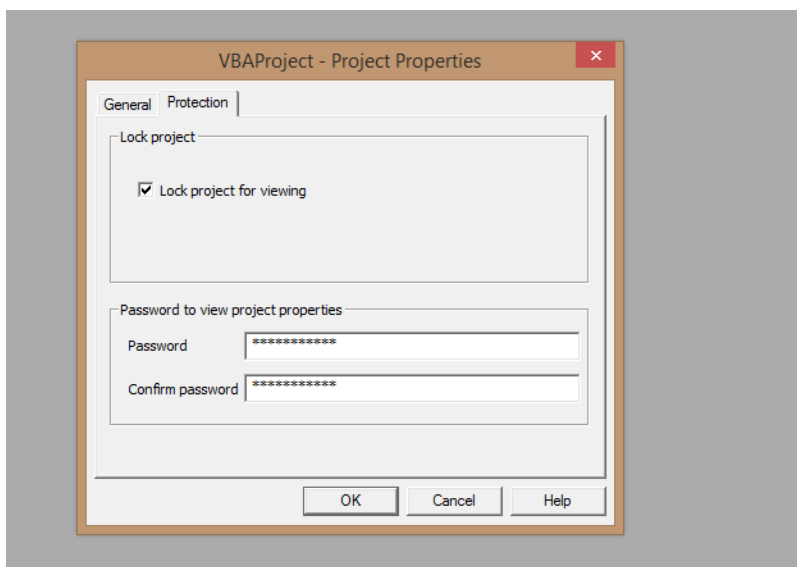 VBAProject - Project Properties
General Protection
Lock project
Lock project for viewing
Password to view project properties
Password ***********
Confirm password ***********
OK Cancel Help